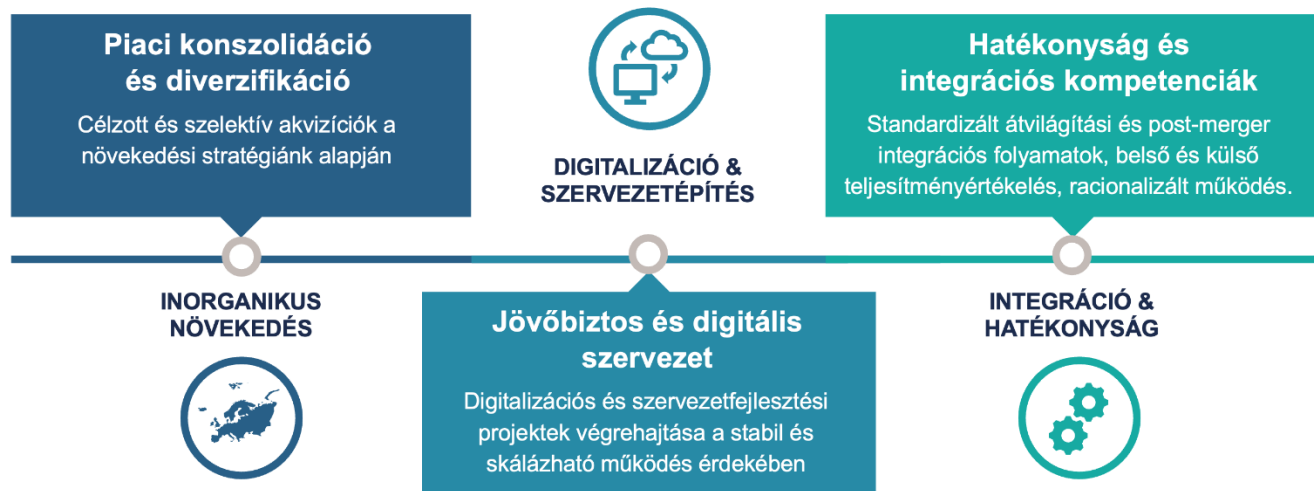 Piaci konszolidáció
és diverzifikáció
Célzott és szelektív akvizíciók a
növekedési stratégiánk alapján
INORGANIKUS
NÖVEKEDÉS
DIGITALIZÁCIÓ &
SZERVEZETÉPÍTÉS
Jövőbiztos és digitális
szervezet
Digitalizációs és szervezetfejlesztési
projektek végrehajtása a stabil és
skálázható működés érdekében
Hatékonyság és
integrációs kompetenciák
Standardizált átvilágítási és post-merger
integrációs folyamatok, belső és külső
teljesítményértékelés, racionalizált működés.
INTEGRÁCIÓ &
HATÉKONYSÁG